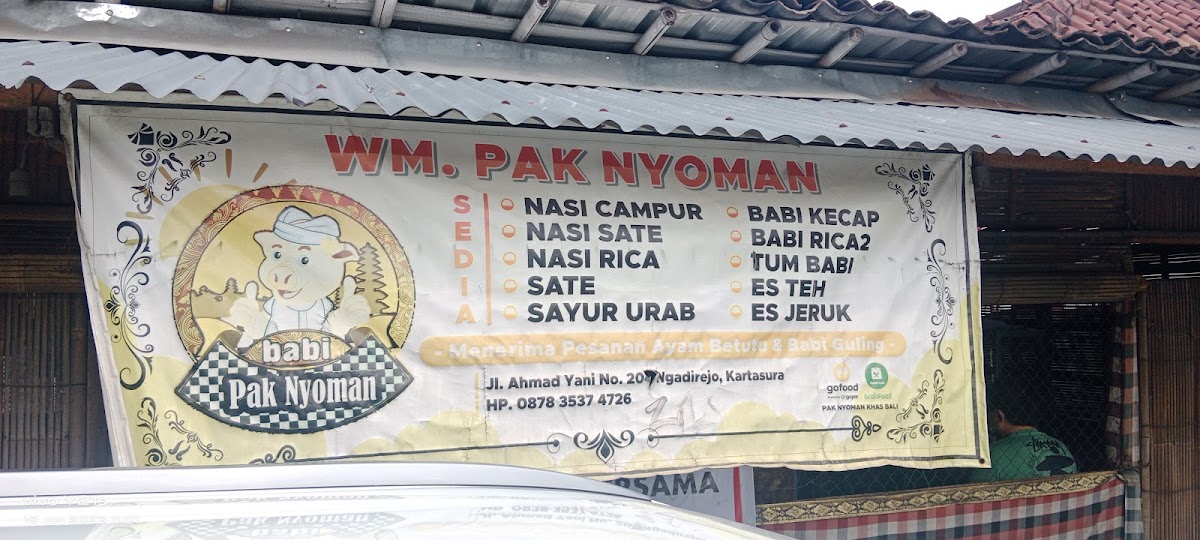 WM. PAK NYOMAN
SEDIA
NASI CAMPUR
NASI SATE
NASI RICA
SATE
SAYUR URAB
BABI KECAP
BABI RICA2
TUM BABI
ES TEH
ES JERUK
babi
Pak Nyoman
- Menerima Pesanan Ayam Betutu & Babi Guling -
Jl. Ahmad Yani No. 207 Ngadirejo, Kartasura
HP. 0878 3537 4726
gofood
GrabFood
PAK NYOMAN KHAS BALI
RSAMA